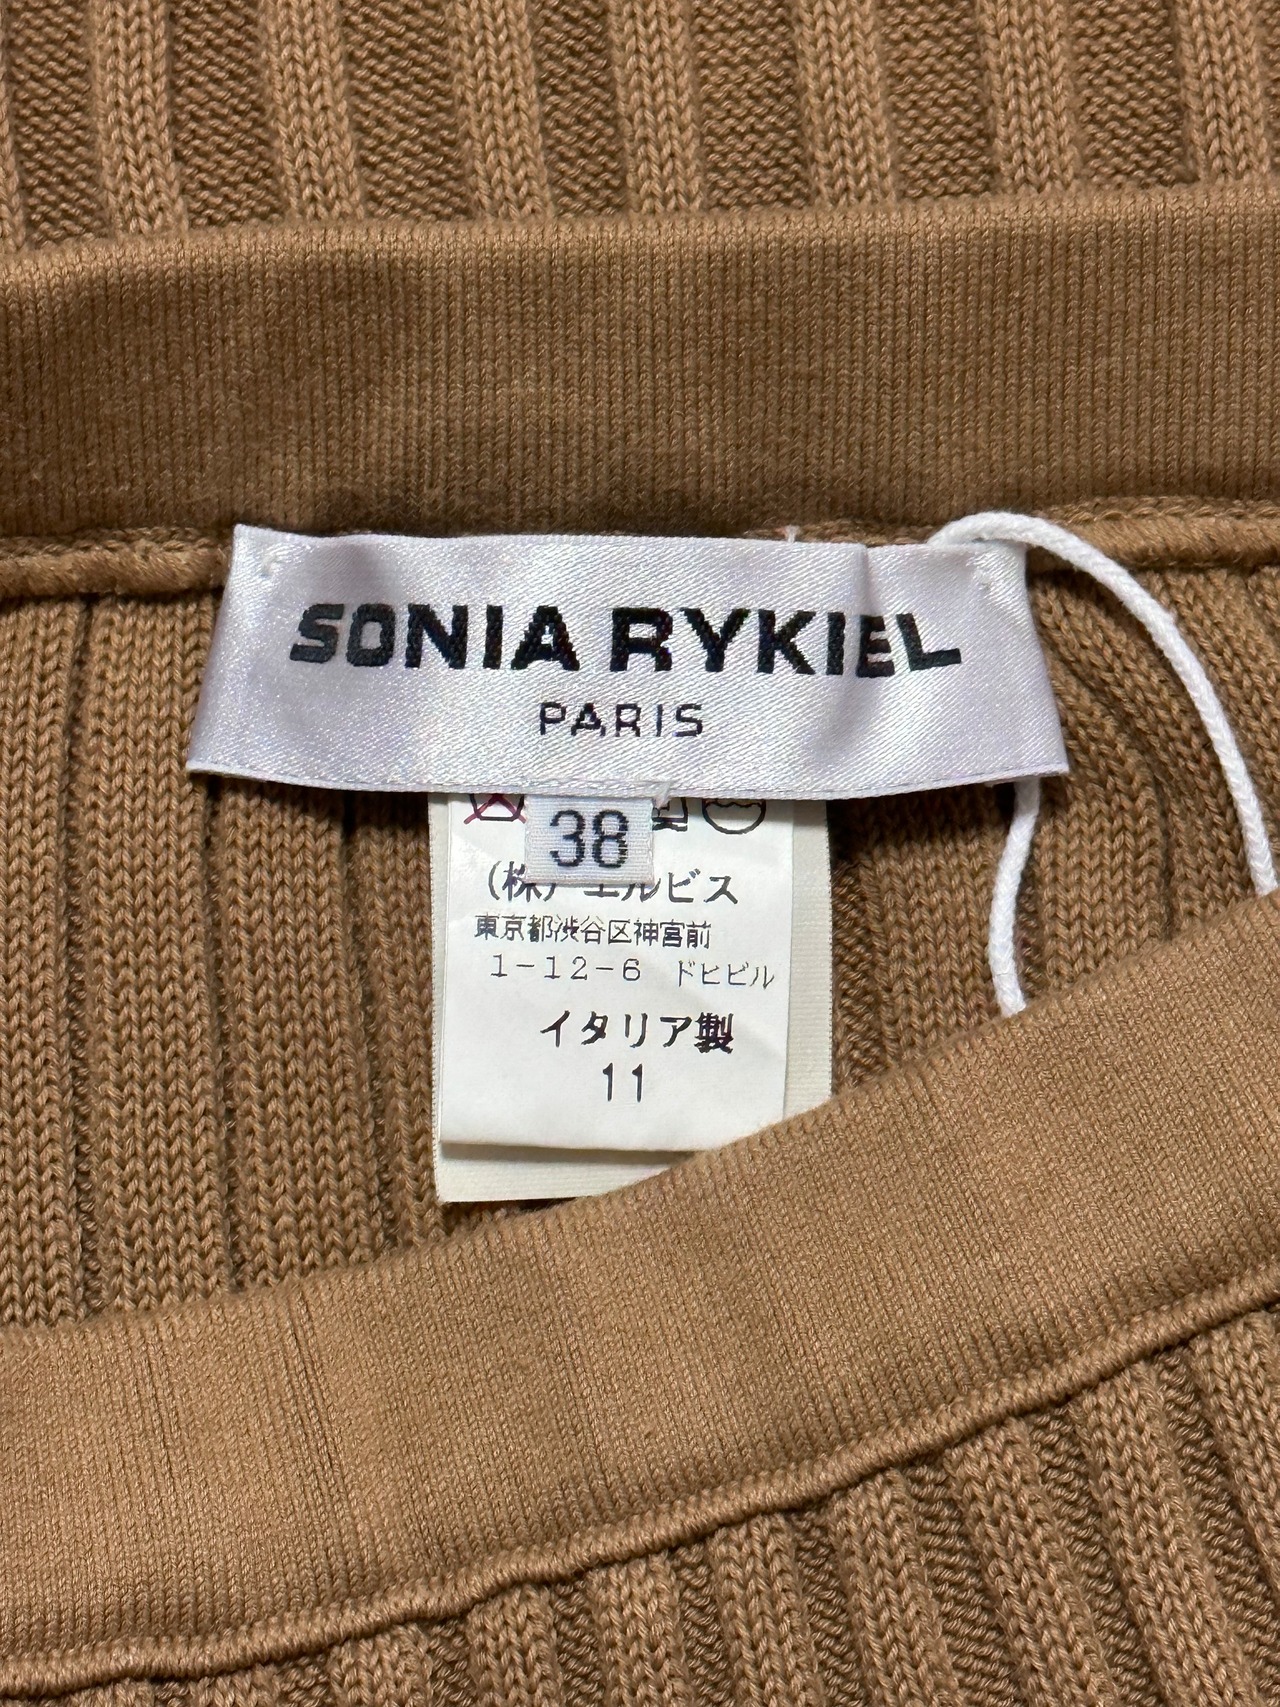 SONIA RYKIEL
PARIS
38
(株) エルビス
東京都渋谷区神宮前
1-12-6 ドヒビル
イタリア製
11